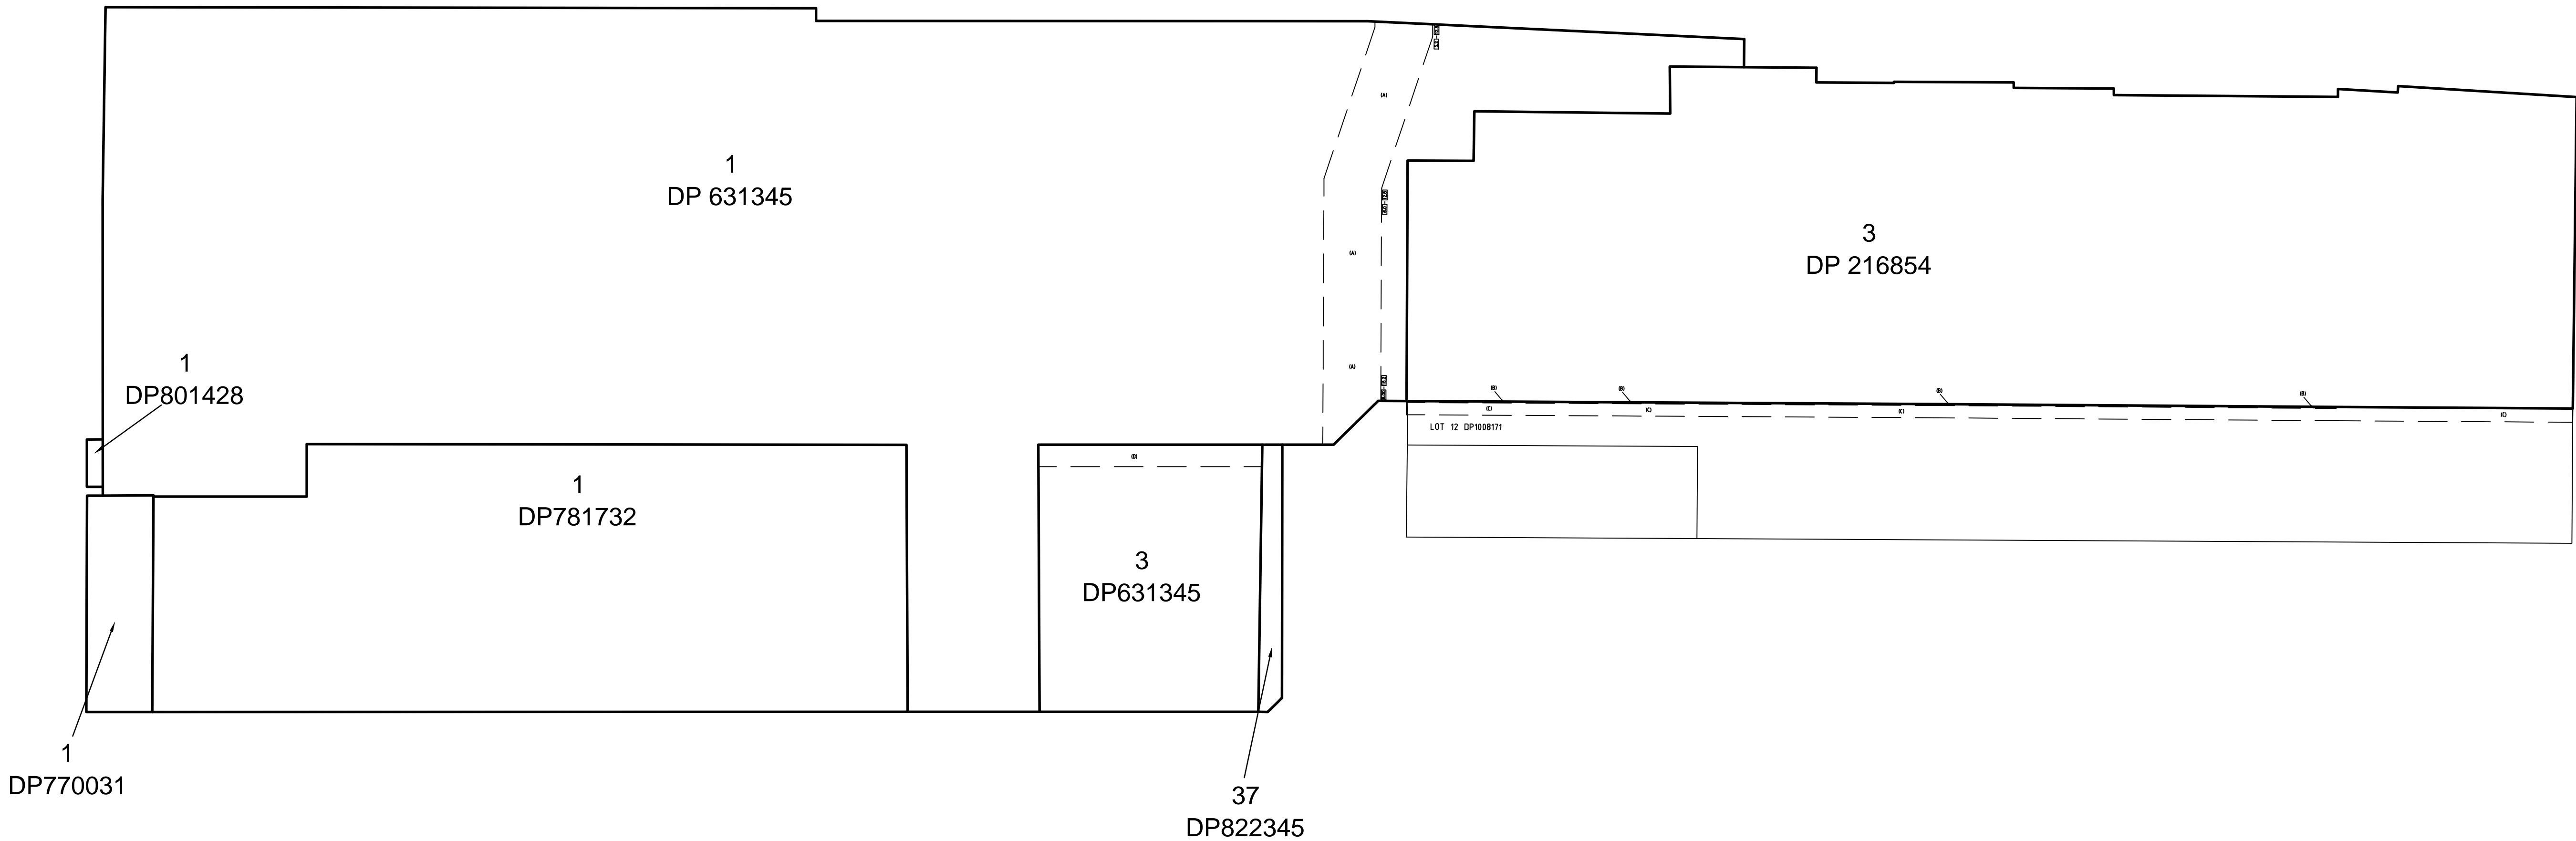 (A)
1
DP 631345
3
DP 216854
(A)
1
DP801428
(A)
(B)
(B)
(B)
(B)
(C)
(C)
(C)
(C)
LOT 12 DP1008171
(D)
1
DP781732
3
DP631345
1
DP770031
37
DP822345